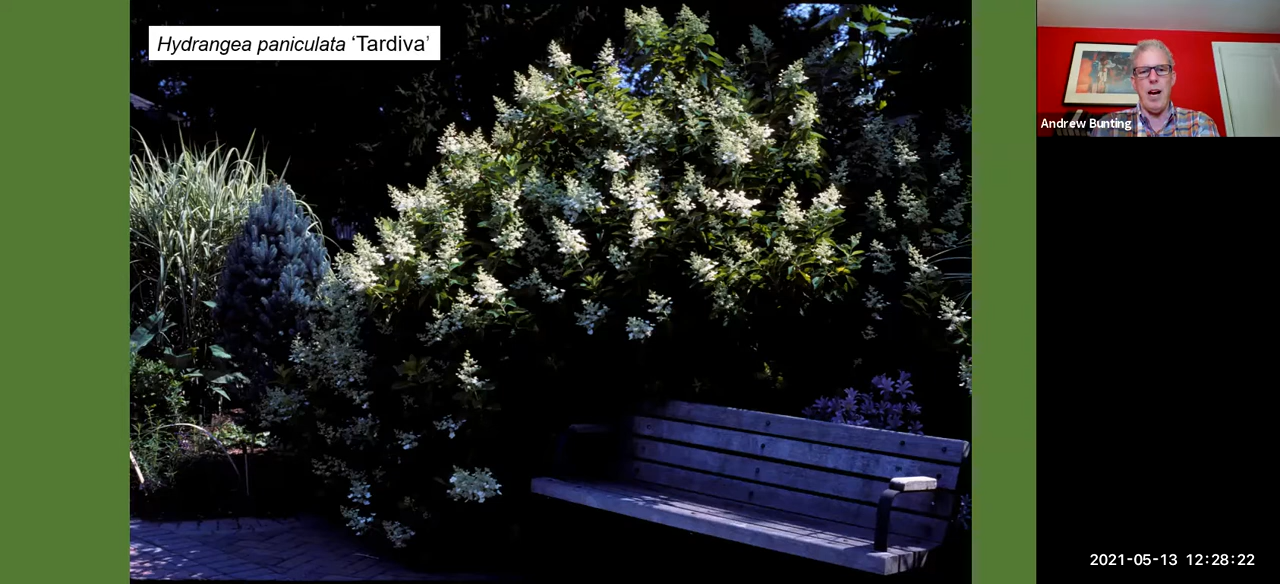 Hydrangea paniculata ‘Tardiva’
Andrew Bunting
2021-05-13 12:28:22